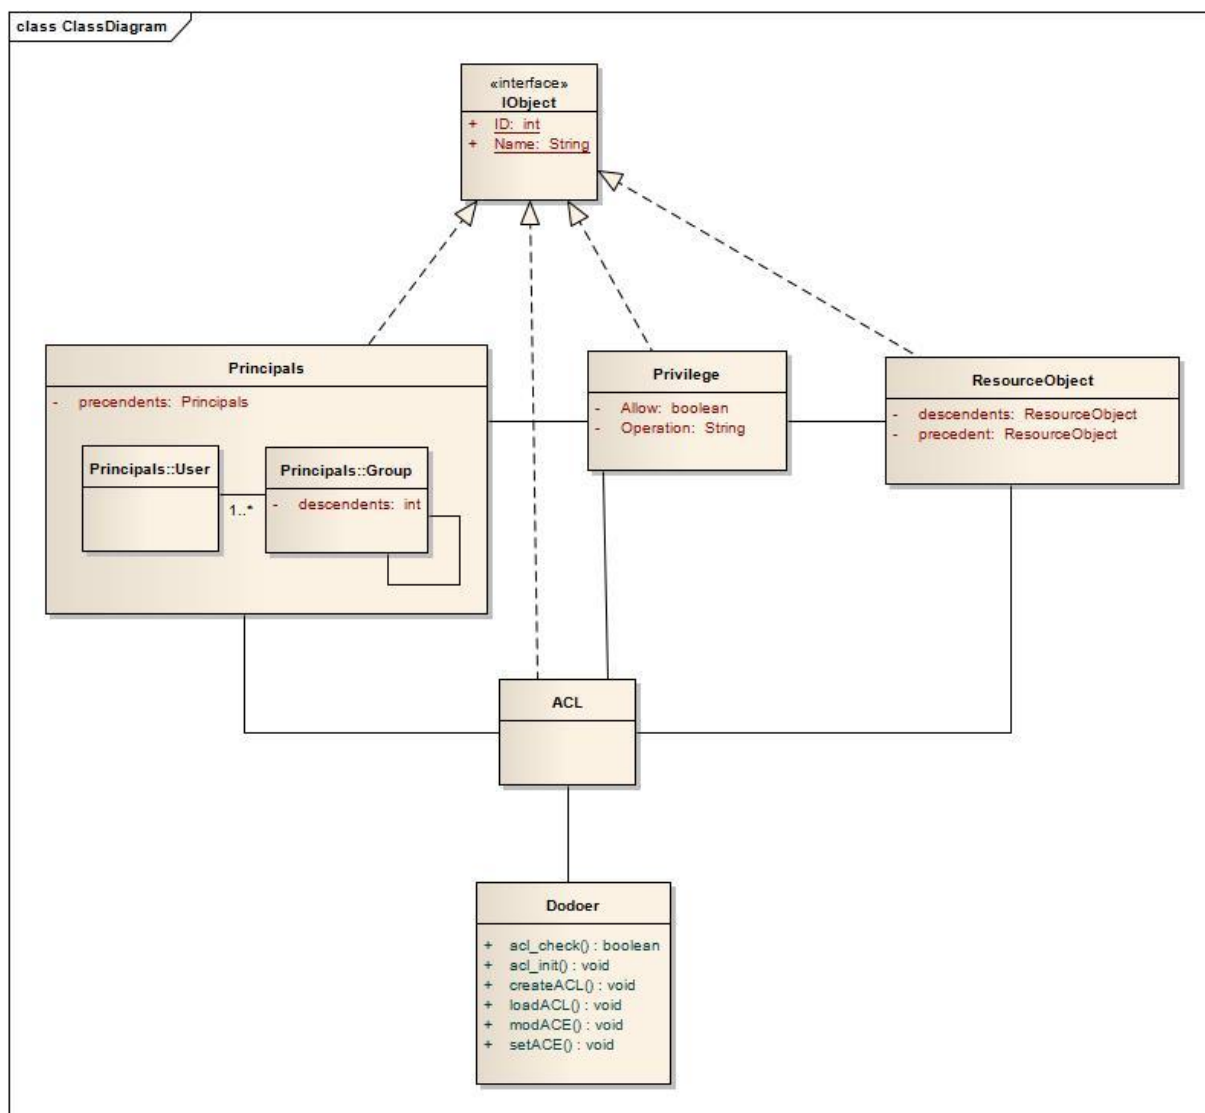 class ClassDiagram
«interface»
IObject
+ ID: int
+ Name: String
Principals
- precendents: Principals
Principals::User
Principals::Group
- descendents: int
1..*
Privilege
- Allow: boolean
- Operation: String
ResourceObject
- descendents: ResourceObject
- precedent: ResourceObject
ACL
Dodoer
+ acl_check() : boolean
+ acl_init() : void
+ createACL() : void
+ loadACL() : void
+ modACE() : void
+ setACE() : void